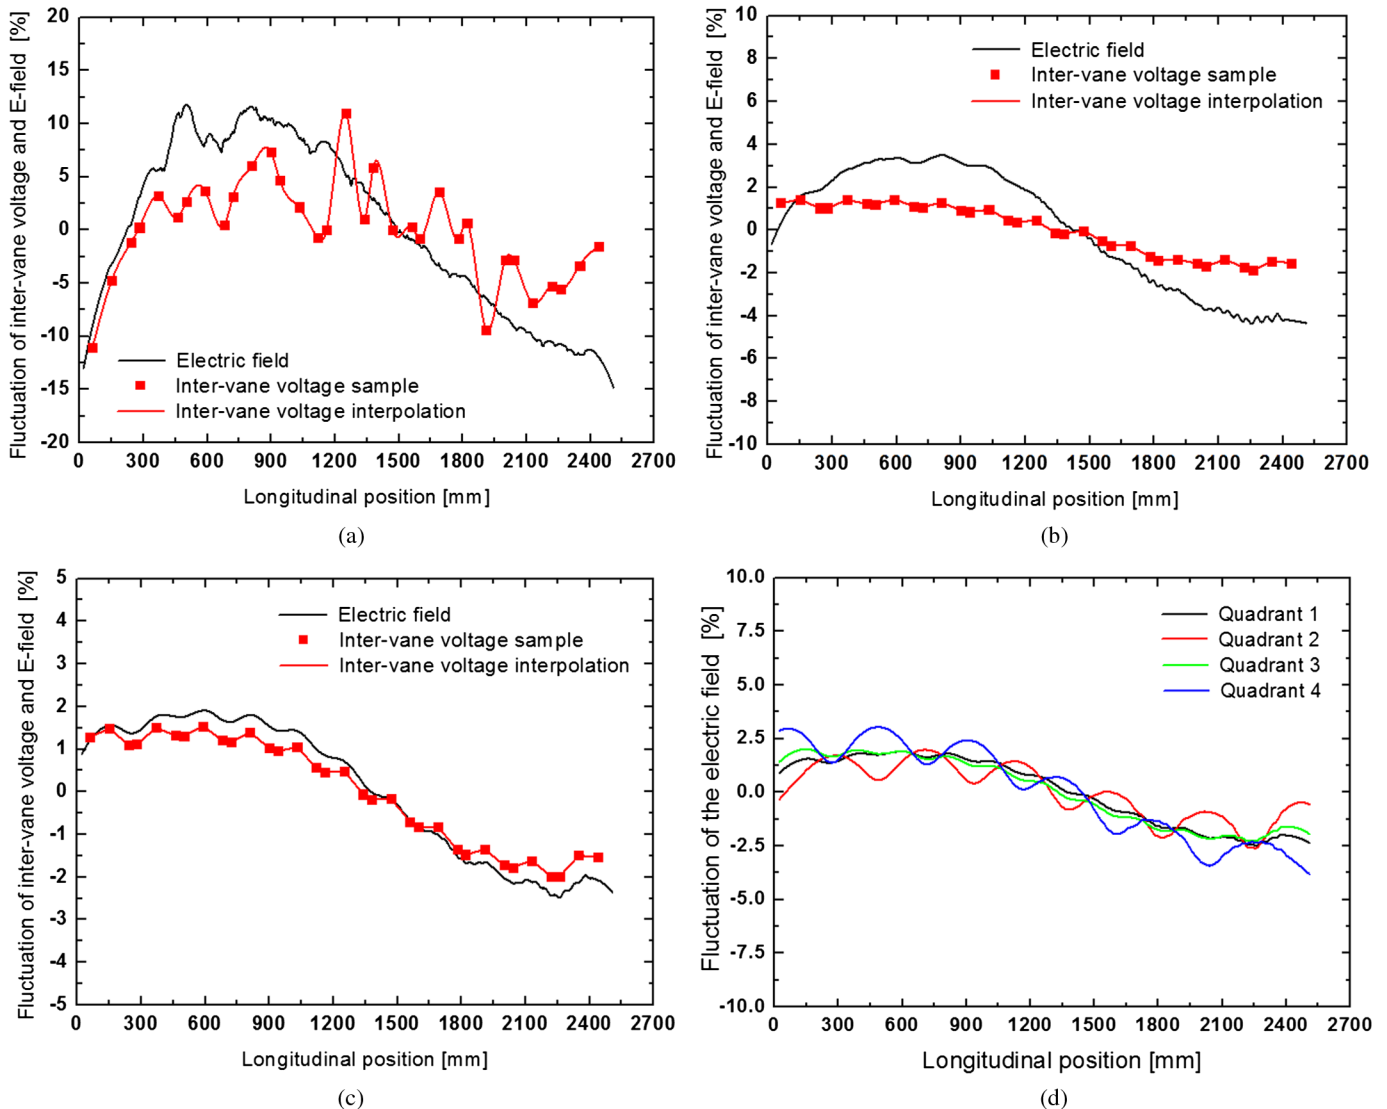 Fluctuation of inter-vane voltage and E-field [%]
20
15
10
5
0
-5
-10
-15
-20
Electric field
Inter-vane voltage sample
Inter-vane voltage interpolation
0 300 600 900 1200 1500 1800 2100 2400 2700
Longitudinal position [mm]
(a)
Fluctuation of inter-vane voltage and E-field [%]
10
8
6
4
2
0
-2
-4
-6
-8
-10
Electric field
Inter-vane voltage sample
Inter-vane voltage interpolation
0 300 600 900 1200 1500 1800 2100 2400 2700
Longitudinal position [mm]
(b)
Fluctuation of inter-vane voltage and E-field [%]
5
4
3
2
1
0
-1
-2
-3
-4
-5
Electric field
Inter-vane voltage sample
Inter-vane voltage interpolation
0 300 600 900 1200 1500 1800 2100 2400 2700
Longitudinal position [mm]
(c)
Fluctuation of the electric field [%]
10.0
7.5
5.0
2.5
0.0
-2.5
-5.0
-7.5
-10.0
Quadrant 1
Quadrant 2
Quadrant 3
Quadrant 4
0 300 600 900 1200 1500 1800 2100 2400 2700
Longitudinal position [mm]
(d)